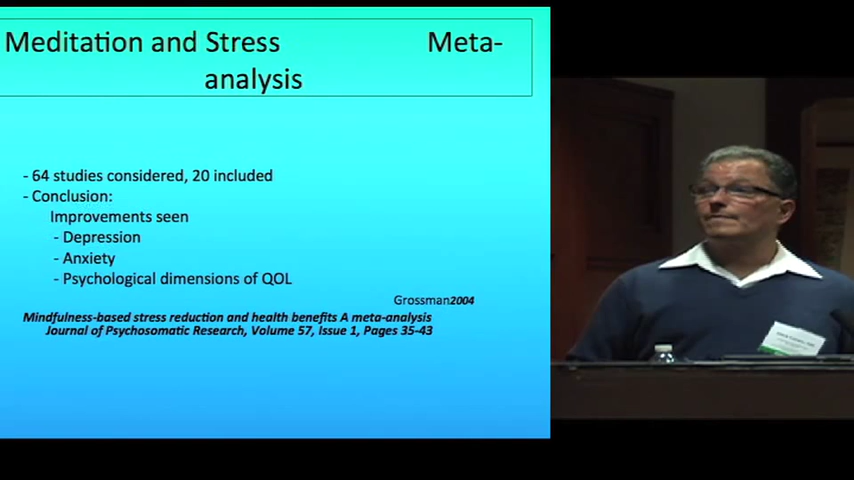 Meditation and Stress Meta-
analysis
- 64 studies considered, 20 included
- Conclusion:
Improvements seen
- Depression
- Anxiety
- Psychological dimensions of QOL
Grossman2004
Mindfulness-based stress reduction and health benefits A meta-analysis
Journal of Psychosomatic Research, Volume 57, Issue 1, Pages 35-43